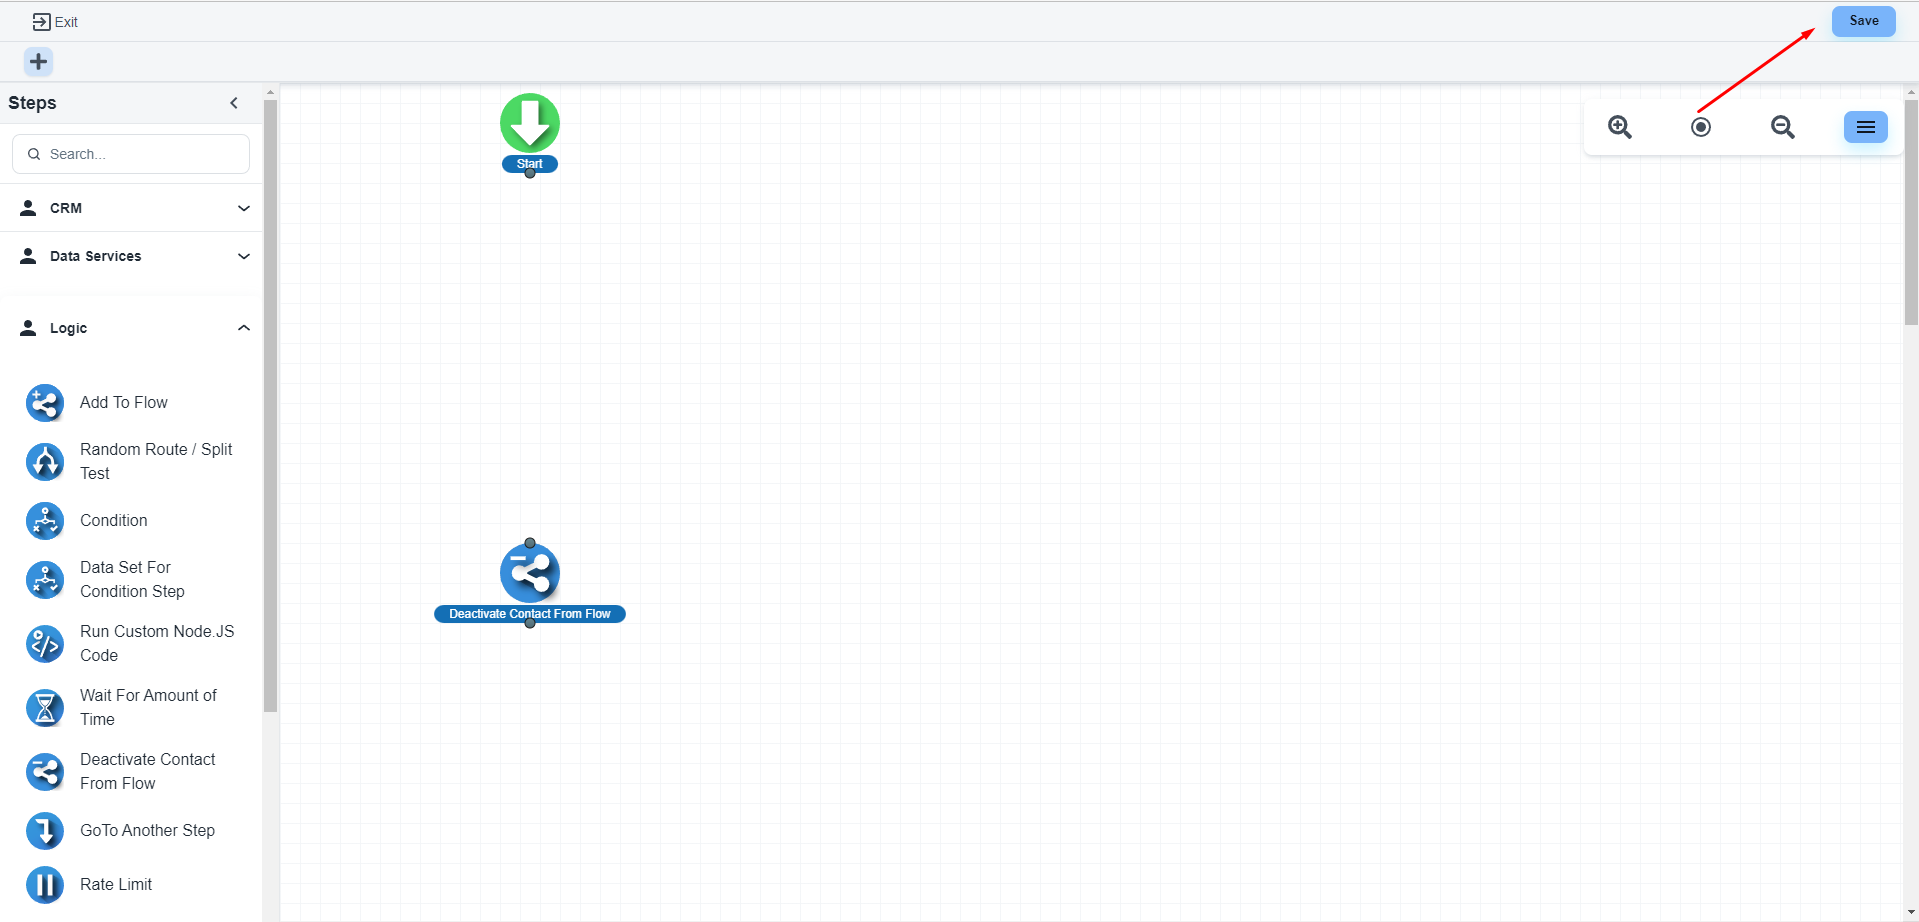 Exit
Save
Steps
Search...
CRM
Data Services
Logic
Add To Flow
Random Route / Split
Test
Condition
Data Set For
Condition Step
Run Custom Node.JS
Code
Wait For Amount of
Time
Deactivate Contact
From Flow
GoTo Another Step
Rate Limit
Start
Deactivate Contact From Flow